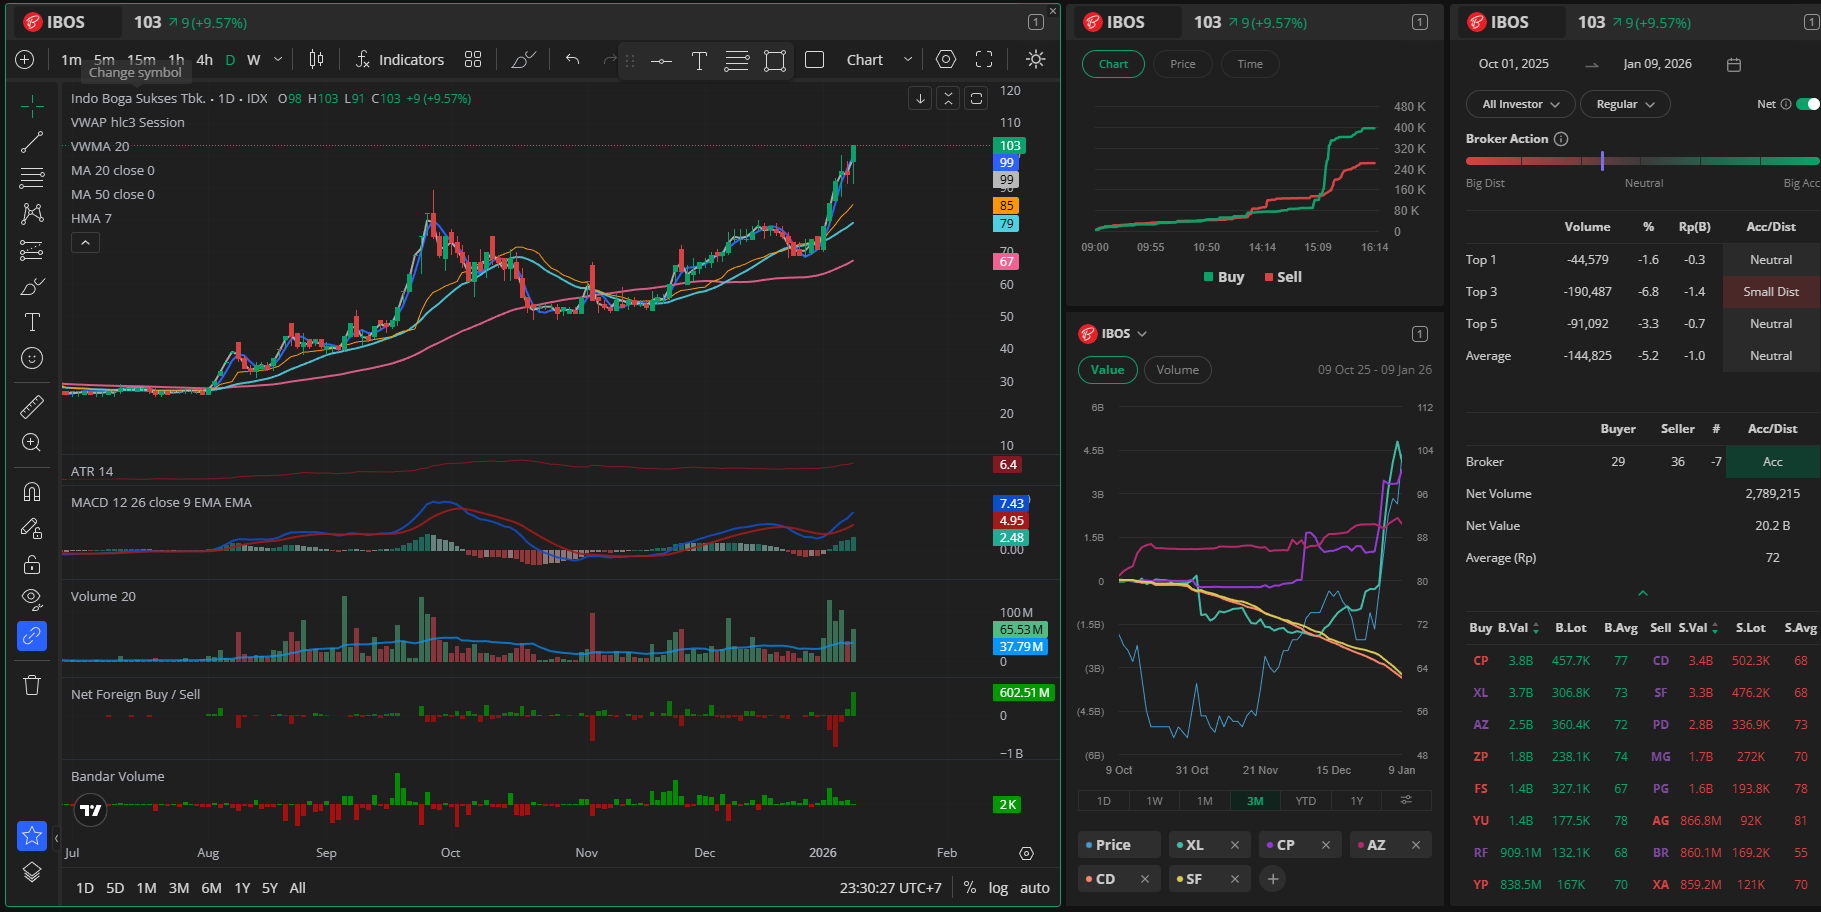 IBOS 103 9 (+9.57%) 1
1m 5m 15m 1h 4h D W Indicators Chart
Change symbol
Indo Boga Sukses Tbk. · 1D · IDX O98 H103 L91 C103 +9 (+9.57%)
VWAP hlc3 Session
VWMA 20
MA 20 close 0
MA 50 close 0
HMA 7
120
110
103
99
99
90
85
79
70
67
60
50
40
30
20
10
ATR 14
6.4
MACD 12 26 close 9 EMA EMA
7.43
4.95
2.48
0.00
Volume 20
100 M
65.53 M
37.79 M
0
Net Foreign Buy / Sell
602.51 M
0
−1 B
Bandar Volume
2 K
Jul Aug Sep Oct Nov Dec 2026 Feb
1D 5D 1M 3M 6M 1Y 5Y All 23:30:27 UTC+7 % log auto
IBOS 103 9 (+9.57%) 1
Chart Price Time
480 K
400 K
320 K
240 K
160 K
80 K
0
09:00 09:55 10:50 14:14 15:09 16:14
Buy Sell
IBOS 1
Value Volume 09 Oct 25 - 09 Jan 26
6B 112
4.5B 104
3B 96
1.5B 88
0 80
(1.5B) 72
(3B) 64
(4.5B) 56
(6B) 48
9 Oct 31 Oct 21 Nov 15 Dec 9 Jan
1D 1W 1M 3M YTD 1Y
Price XL × CP × AZ ×
CD × SF × +
IBOS 103 9 (+9.57%) 1
Oct 01, 2025 → Jan 09, 2026
All Investor Regular Net
Broker Action
Big Dist Neutral Big Acc
Volume % Rp(B) Acc/Dist
Top 1 -44,579 -1.6 -0.3 Neutral
Top 3 -190,487 -6.8 -1.4 Small Dist
Top 5 -91,092 -3.3 -0.7 Neutral
Average -144,825 -5.2 -1.0 Neutral
Buyer Seller # Acc/Dist
Broker 29 36 -7 Acc
Net Volume 2,789,215
Net Value 20.2 B
Average (Rp) 72
Buy B.Val B.Lot B.Avg Sell S.Val S.Lot S.Avg
CP 3.8B 457.7K 77 CD 3.4B 502.3K 68
XL 3.7B 306.8K 73 SF 3.3B 476.2K 68
AZ 2.5B 360.4K 72 PD 2.8B 336.9K 73
ZP 1.8B 238.1K 74 MG 1.7B 272K 70
FS 1.4B 327.1K 67 PG 1.6B 193.8K 78
YU 1.4B 177.5K 78 AG 866.8M 92K 81
RF 909.1M 132.1K 68 BR 860.1M 169.2K 55
YP 838.5M 167K 70 XA 859.2M 121K 70